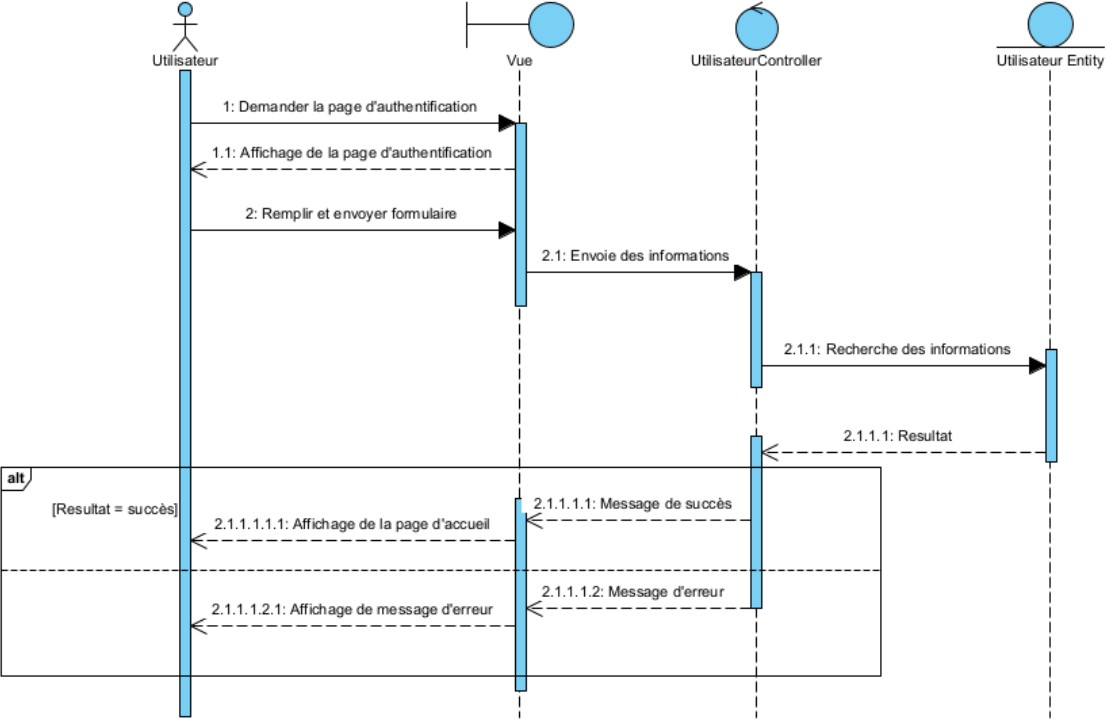 Utilisateur
Vue
UtilisateurController
Utilisateur Entity
1: Demander la page d'authentification
1.1: Affichage de la page d'authentification
2: Remplir et envoyer formulaire
2.1: Envoie des informations
2.1.1: Recherche des informations
2.1.1.1: Resultat
alt
[Resultat = succès]
2.1.1.1.1: Message de succès
2.1.1.1.1.1: Affichage de la page d'accueil
2.1.1.1.2: Message d'erreur
2.1.1.1.2.1: Affichage de message d'erreur